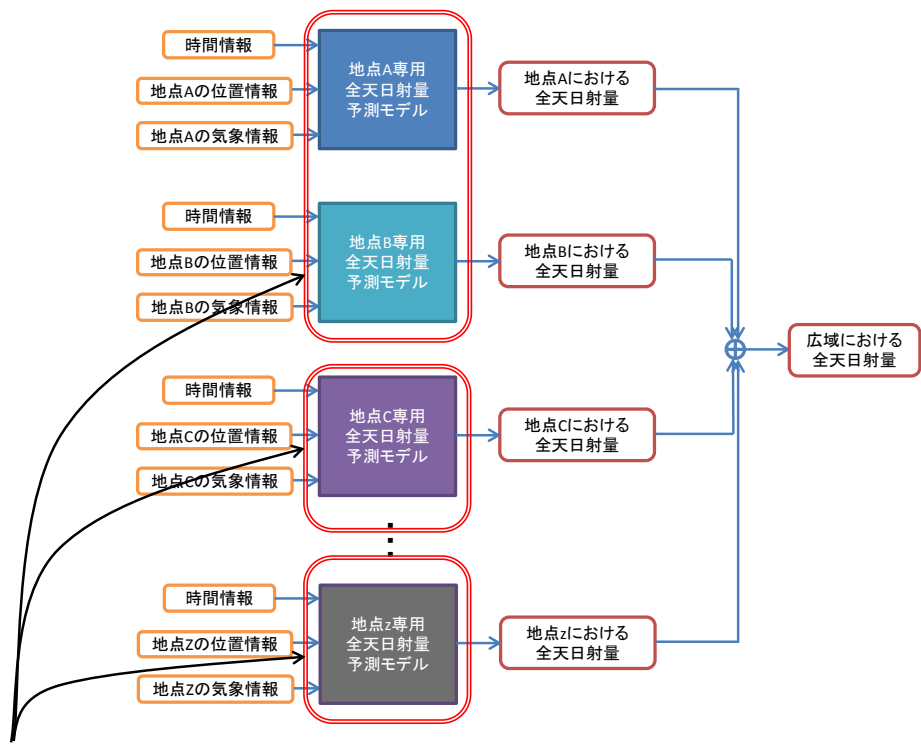 時間情報
地点Aの位置情報
地点Aの気象情報
地点A専用
全天日射量
予測モデル
地点Aにおける
全天日射量
時間情報
地点Bの位置情報
地点Bの気象情報
地点B専用
全天日射量
予測モデル
地点Bにおける
全天日射量
広域における
全天日射量
時間情報
地点Cの位置情報
地点Cの気象情報
地点C専用
全天日射量
予測モデル
地点Cにおける
全天日射量
時間情報
地点Zの位置情報
地点Zの気象情報
地点z専用
全天日射量
予測モデル
地点zにおける
全天日射量